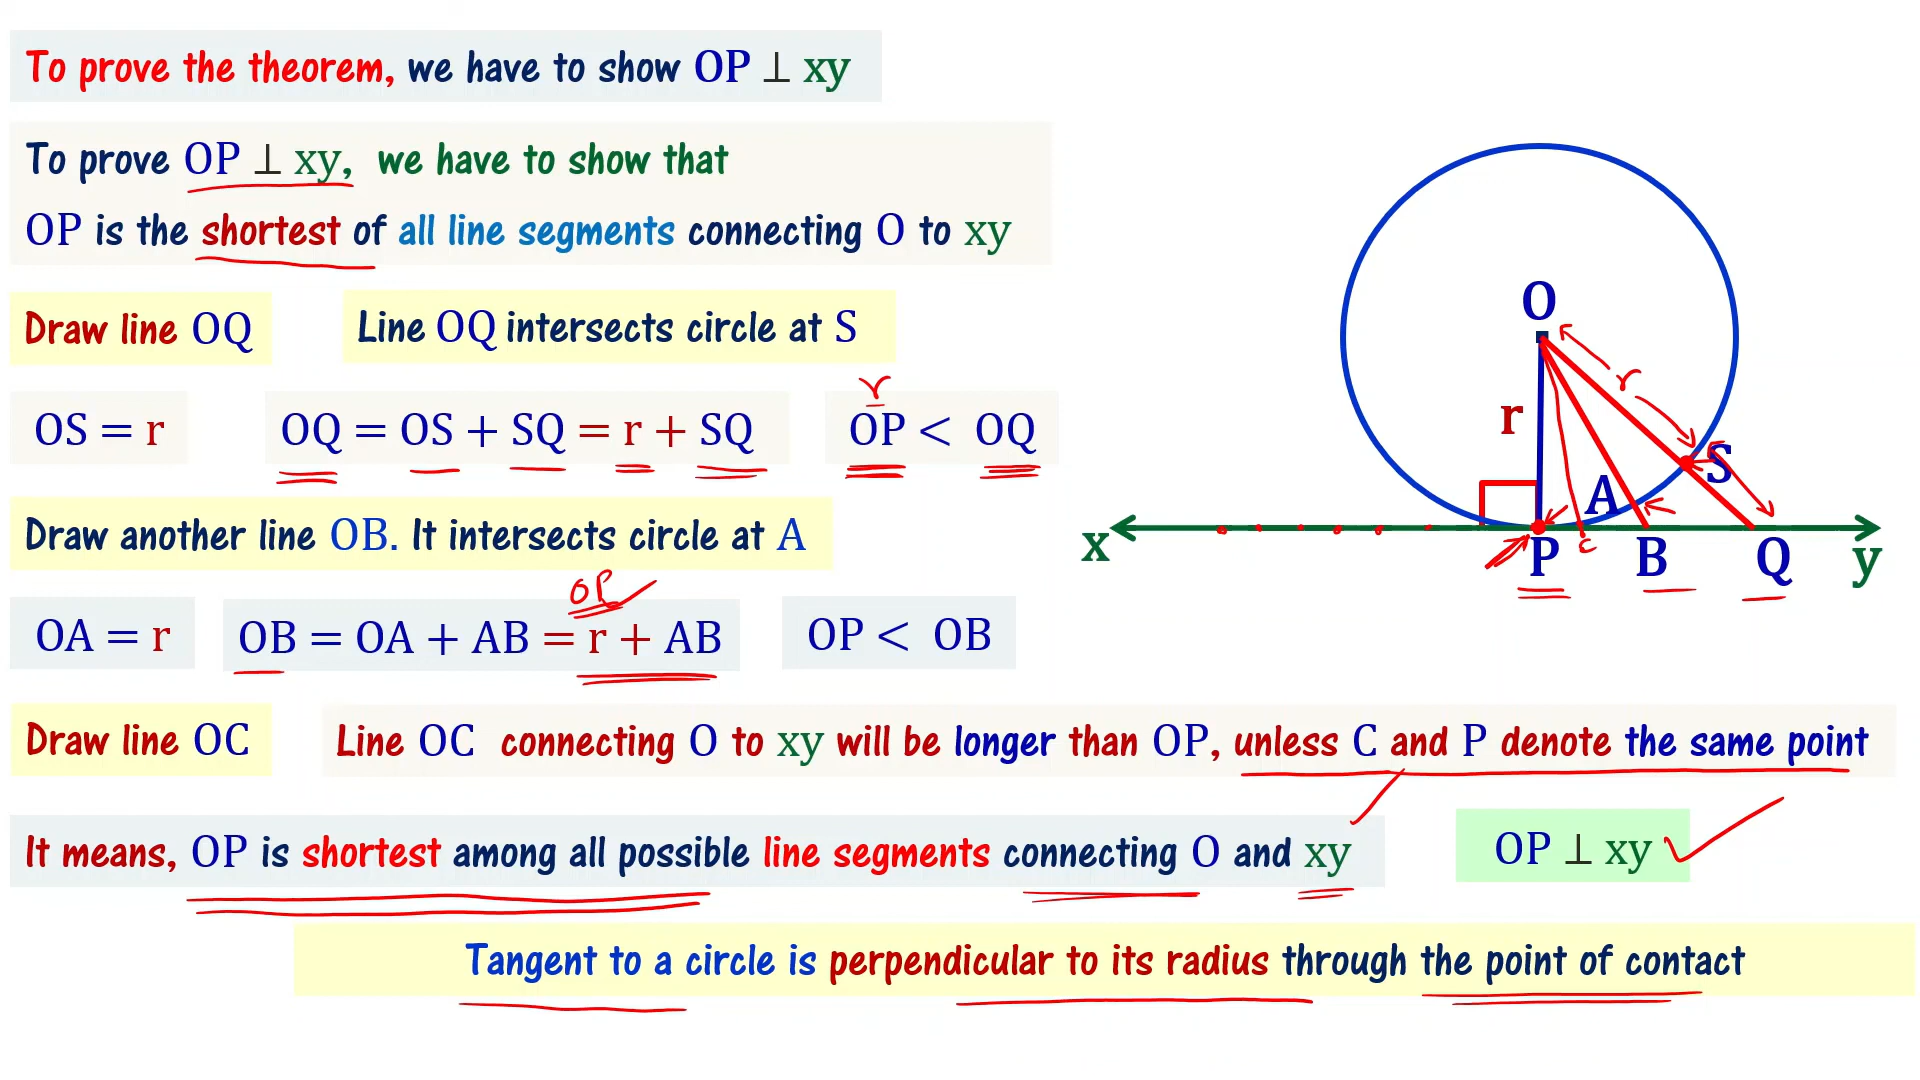 To prove the theorem, we have to show OP ⊥ xy
To prove OP ⊥ xy, we have to show that
OP is the shortest of all line segments connecting O to xy
Draw line OQ
Line OQ intersects circle at S
OS = r
OQ = OS + SQ = r + SQ
r
OP < OQ
Draw another line OB. It intersects circle at A
OP
OA = r
OB = OA + AB = r + AB
OP < OB
Draw line OC
Line OC connecting O to xy will be longer than OP, unless C and P denote the same point
It means, OP is shortest among all possible line segments connecting O and xy
OP ⊥ xy
Tangent to a circle is perpendicular to its radius through the point of contact
O
r
r
S
A
x
P
c
B
Q
y